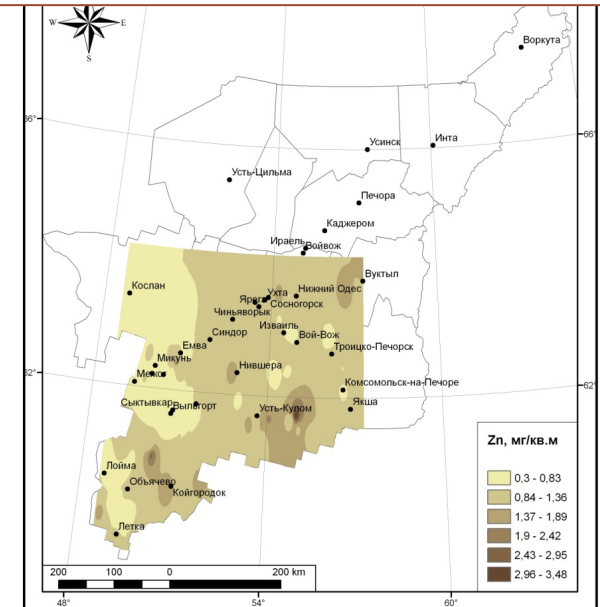 W E
S
Воркута
66°
66°
Усинск
Инта
Усть-Цильма
Печора
Каджером
Ираель
Войвож
Вуктыл
Кослан
Ухта
Нижний Одес
Ярега
Сосногорск
Чиньяворык
Изваиль
Синдор
Вой-Вож
Емва
Троицко-Печорск
Микунь
62°
Нившера
62°
Комсомольск-на-Печоре
Сыктывкар
Выльгорт
Усть-Кулом
Якша
Zn, мг/кв.м
0,3 - 0,83
0,84 - 1,36
1,37 - 1,89
1,9 - 2,42
2,43 - 2,95
2,96 - 3,48
Лойма
Объячево
Койгородок
Летка
200 100 0 200 km
48° 54° 60°